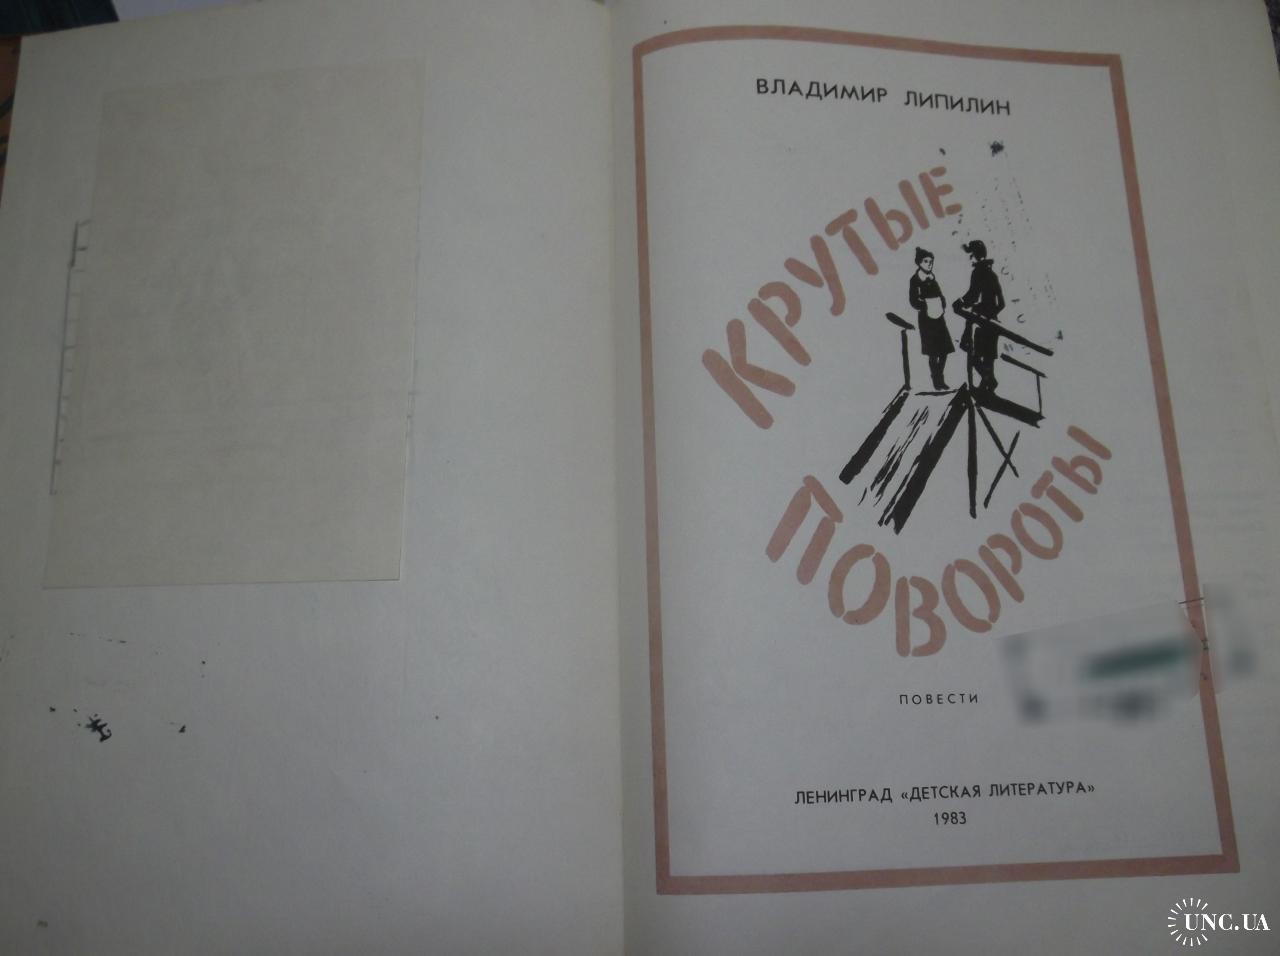 ВЛАДИМИР ЛИПИЛИН
КРУТЫЕ
ПОВОРОТЫ
ПОВЕСТИ
ЛЕНИНГРАД «ДЕТСКАЯ ЛИТЕРАТУРА»
1983
UNC.UA